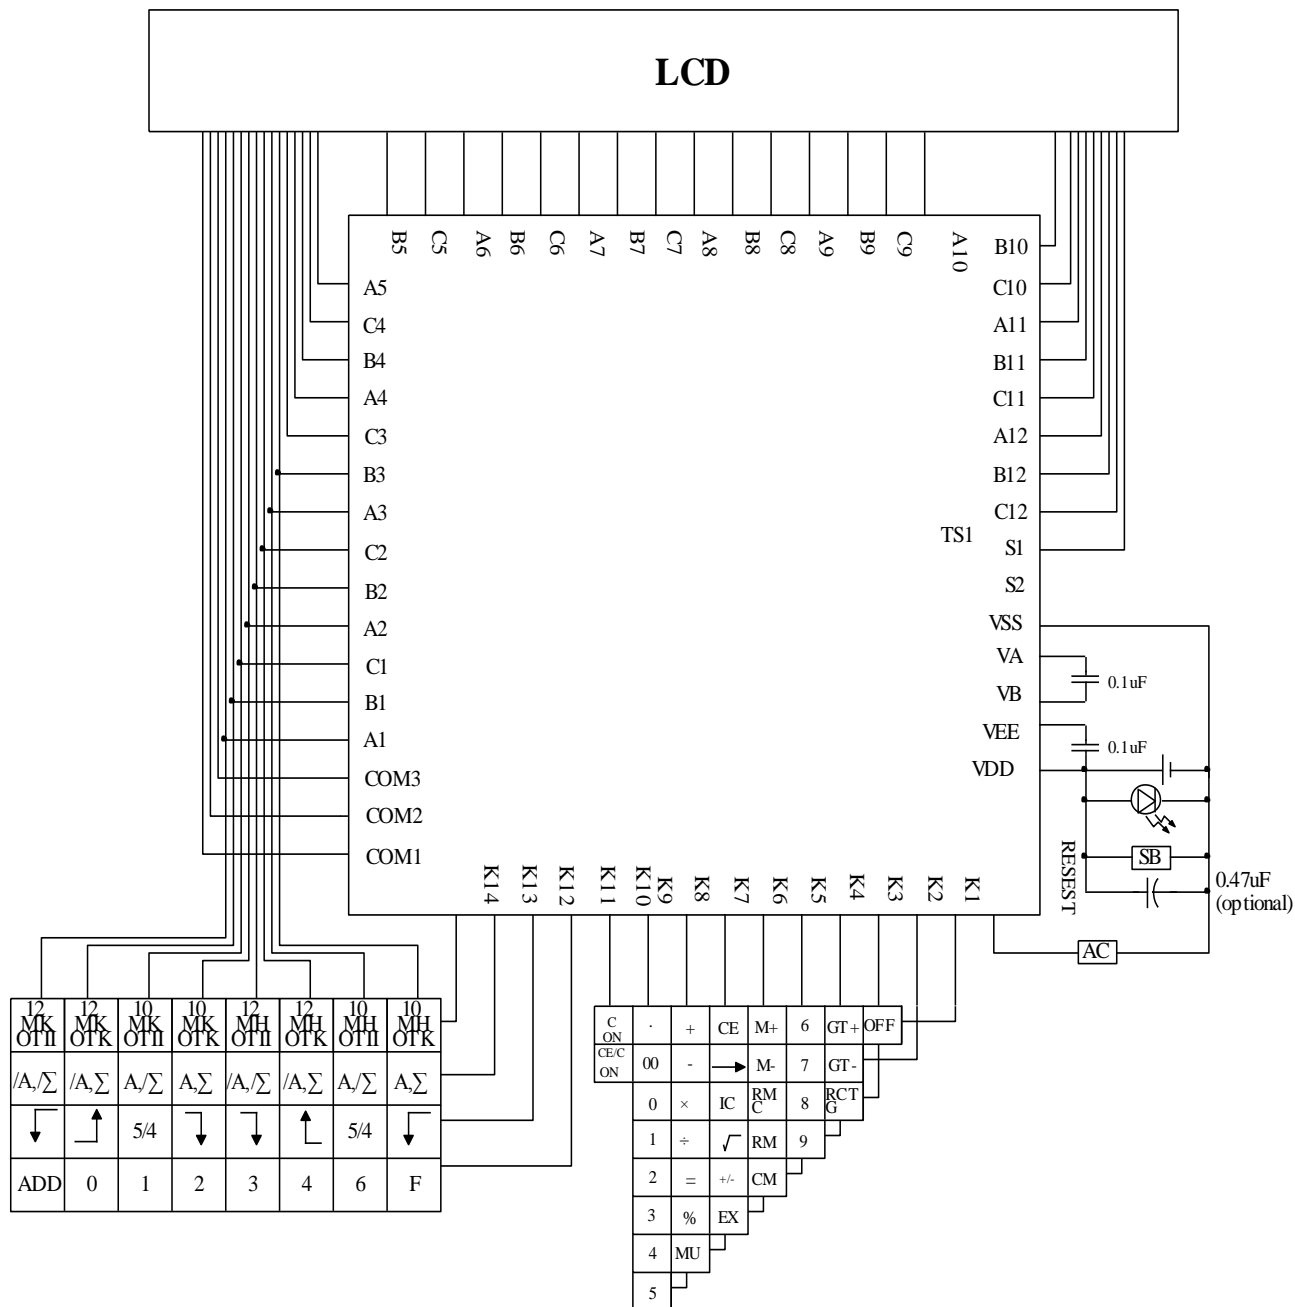 LCD
B5 C5 A6 B6 C6 A7 B7 C7 A8 B8 C8 A9 B9 C9 A10
A5
C4
B4
A4
C3
B3
A3
C2
B2
A2
C1
B1
A1
COM3
COM2
COM1
B10
C10
A11
B11
C11
A12
B12
C12
TS1
S1
S2
VSS
VA
VB
VEE
VDD
0.1uF
0.1uF
SB
0.47uF
(optional)
RESEST
AC
K14 K13 K12 K11 K10 K9 K8 K7 K6 K5 K4 K3 K2 K1
12 12 10 10 12 12 10 10
MK MK MK MK MH MH MH MH
OTII OTK OTII OTK OTII OTK OTII OTK
/A,/∑ /A,∑ A,/∑ A,∑ /A,/∑ /A,∑ A,/∑ A,∑
5/4 5/4
ADD 0 1 2 3 4 6 F
C ON · + CE M+ 6 GT+ OFF
CE/C ON 00 - M- 7 GT-
0 × IC RM C 8 RCT G
1 ÷ √ RM 9
2 = +/- CM
3 % EX
4 MU
5